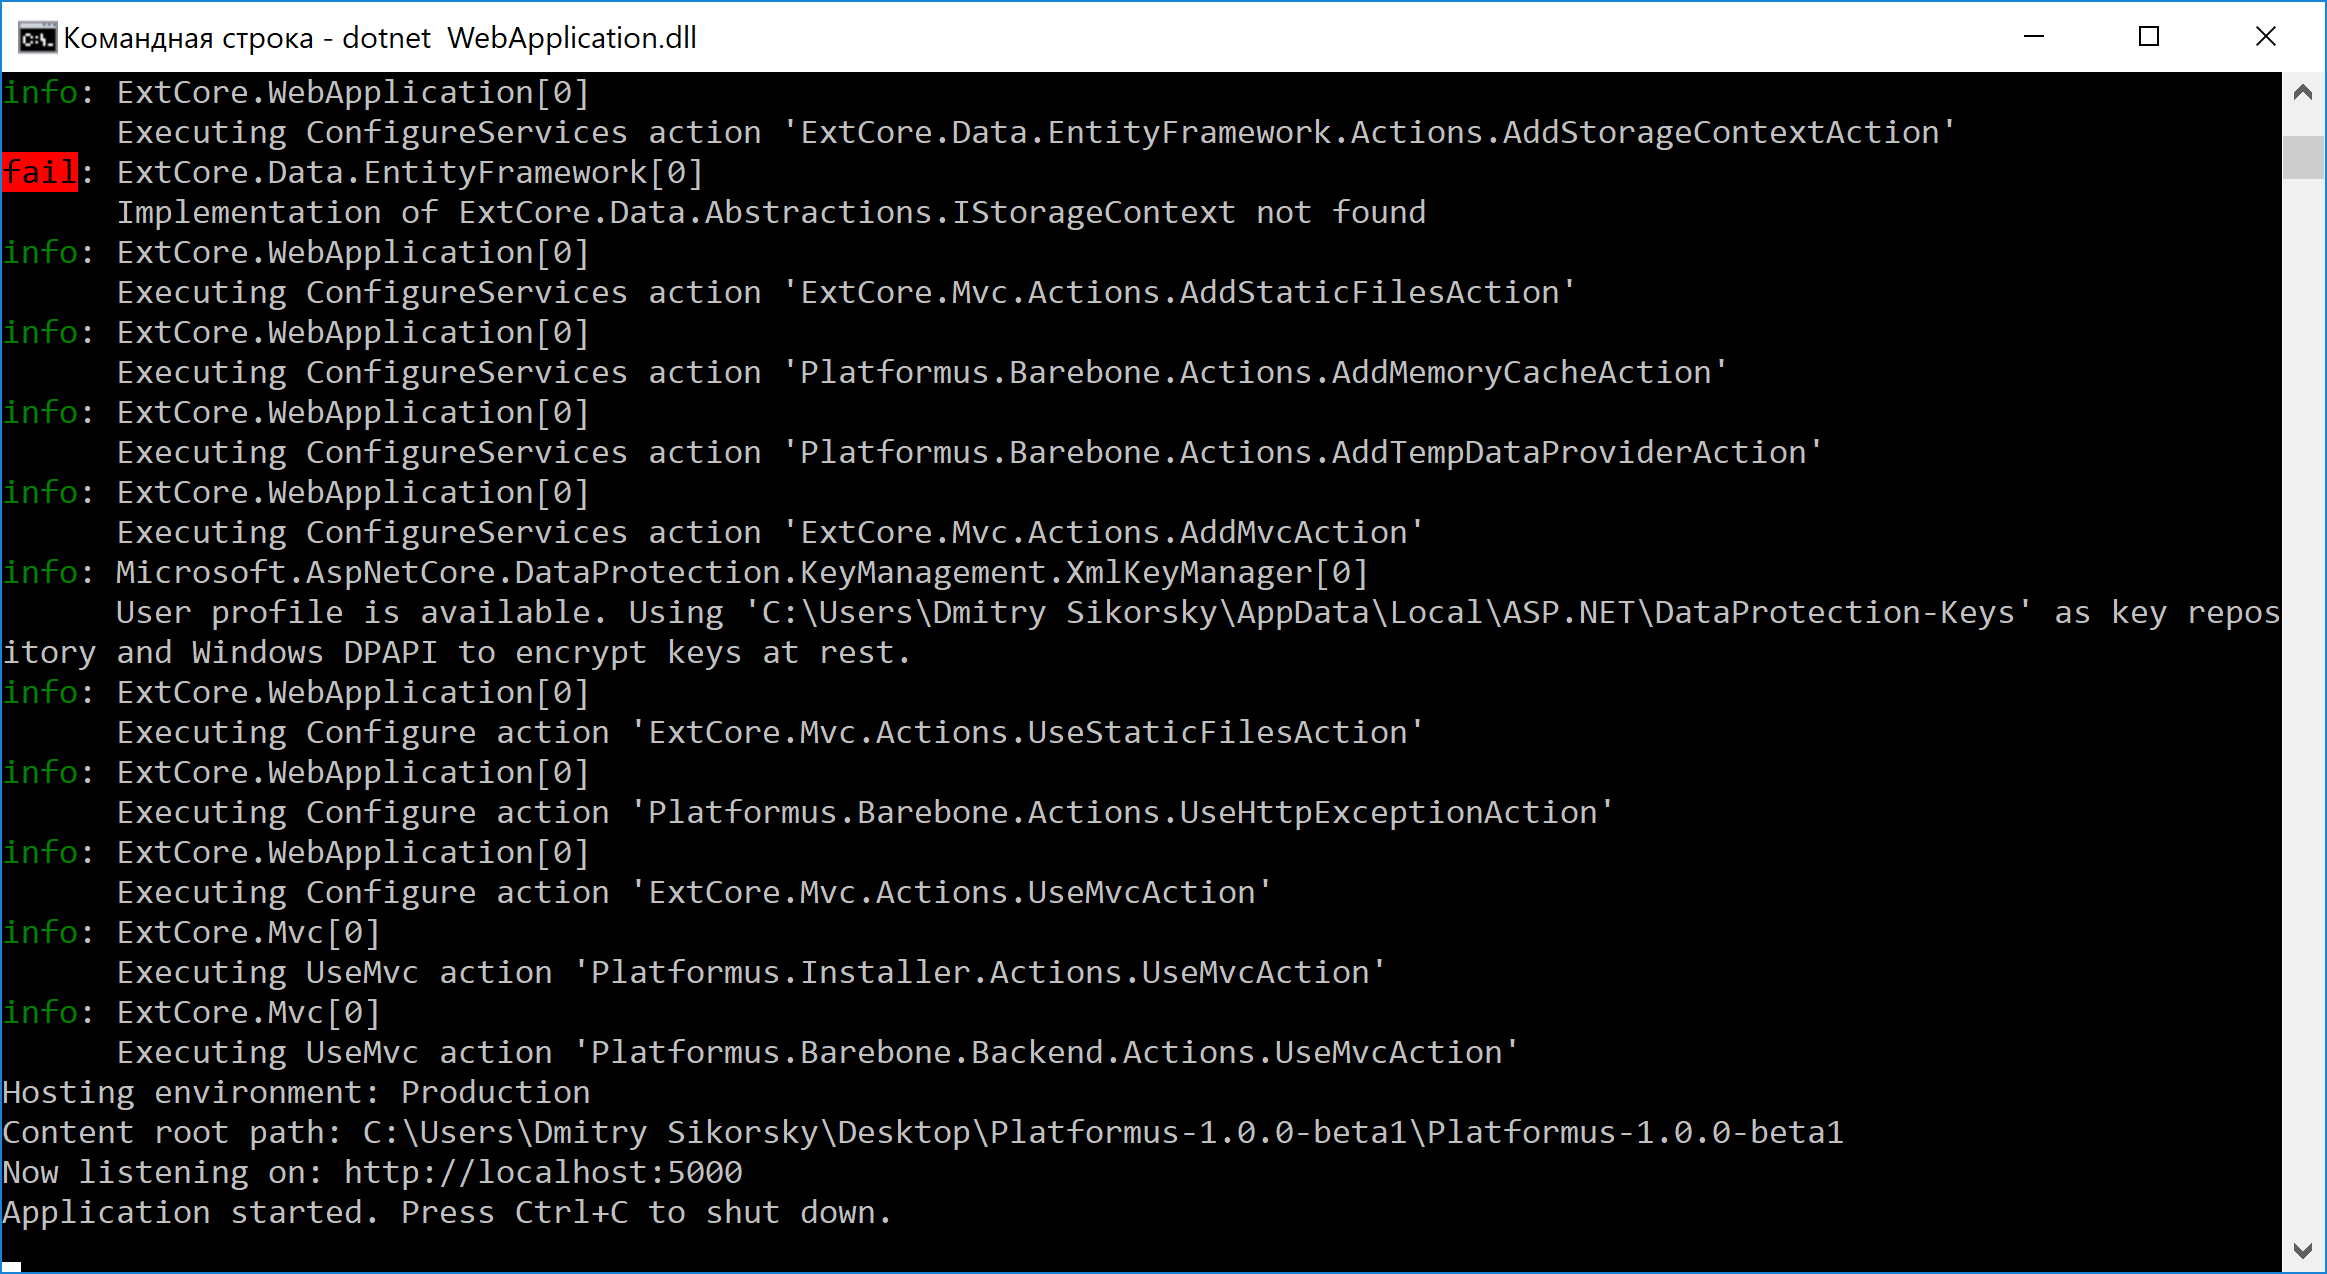 Командная строка - dotnet  WebApplication.dll
info: ExtCore.WebApplication[0]
      Executing ConfigureServices action 'ExtCore.Data.EntityFramework.Actions.AddStorageContextAction'
fail: ExtCore.Data.EntityFramework[0]
      Implementation of ExtCore.Data.Abstractions.IStorageContext not found
info: ExtCore.WebApplication[0]
      Executing ConfigureServices action 'ExtCore.Mvc.Actions.AddStaticFilesAction'
info: ExtCore.WebApplication[0]
      Executing ConfigureServices action 'Platformus.Barebone.Actions.AddMemoryCacheAction'
info: ExtCore.WebApplication[0]
      Executing ConfigureServices action 'Platformus.Barebone.Actions.AddTempDataProviderAction'
info: ExtCore.WebApplication[0]
      Executing ConfigureServices action 'ExtCore.Mvc.Actions.AddMvcAction'
info: Microsoft.AspNetCore.DataProtection.KeyManagement.XmlKeyManager[0]
      User profile is available. Using 'C:\Users\Dmitry Sikorsky\AppData\Local\ASP.NET\DataProtection-Keys' as key repos
itory and Windows DPAPI to encrypt keys at rest.
info: ExtCore.WebApplication[0]
      Executing Configure action 'ExtCore.Mvc.Actions.UseStaticFilesAction'
info: ExtCore.WebApplication[0]
      Executing Configure action 'Platformus.Barebone.Actions.UseHttpExceptionAction'
info: ExtCore.WebApplication[0]
      Executing Configure action 'ExtCore.Mvc.Actions.UseMvcAction'
info: ExtCore.Mvc[0]
      Executing UseMvc action 'Platformus.Installer.Actions.UseMvcAction'
info: ExtCore.Mvc[0]
      Executing UseMvc action 'Platformus.Barebone.Backend.Actions.UseMvcAction'
Hosting environment: Production
Content root path: C:\Users\Dmitry Sikorsky\Desktop\Platformus-1.0.0-beta1\Platformus-1.0.0-beta1
Now listening on: http://localhost:5000
Application started. Press Ctrl+C to shut down.